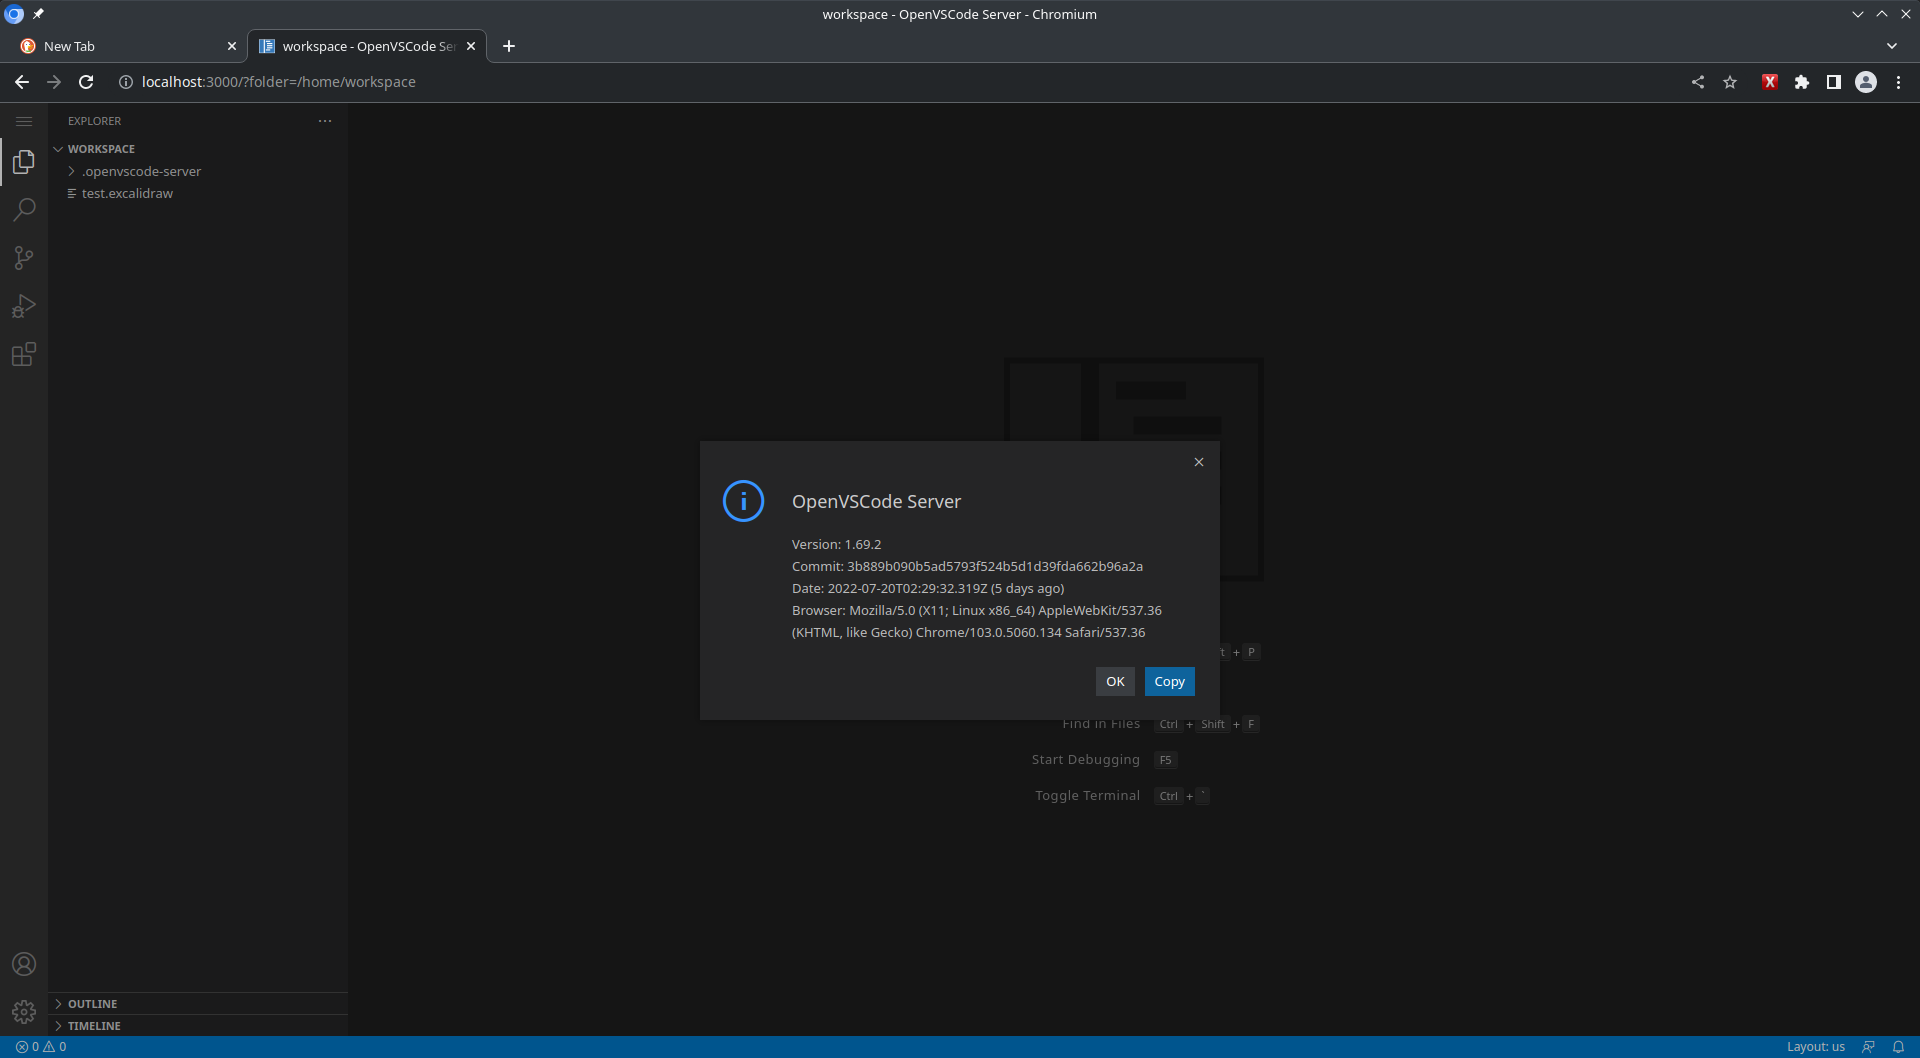 workspace - OpenVSCode Server - Chromium
New Tab
workspace - OpenVSCode Ser
localhost:3000/?folder=/home/workspace
X
EXPLORER
WORKSPACE
.openvscode-server
test.excalidraw
OpenVSCode Server
Version: 1.69.2
Commit: 3b889b090b5ad5793f524b5d1d39fda662b96a2a
Date: 2022-07-20T02:29:32.319Z (5 days ago)
Browser: Mozilla/5.0 (X11; Linux x86_64) AppleWebKit/537.36
(KHTML, like Gecko) Chrome/103.0.5060.134 Safari/537.36
+ P
OK Copy
Find in Files Ctrl + Shift + F
Start Debugging F5
Toggle Terminal Ctrl + `
OUTLINE
TIMELINE
0 0
Layout: us